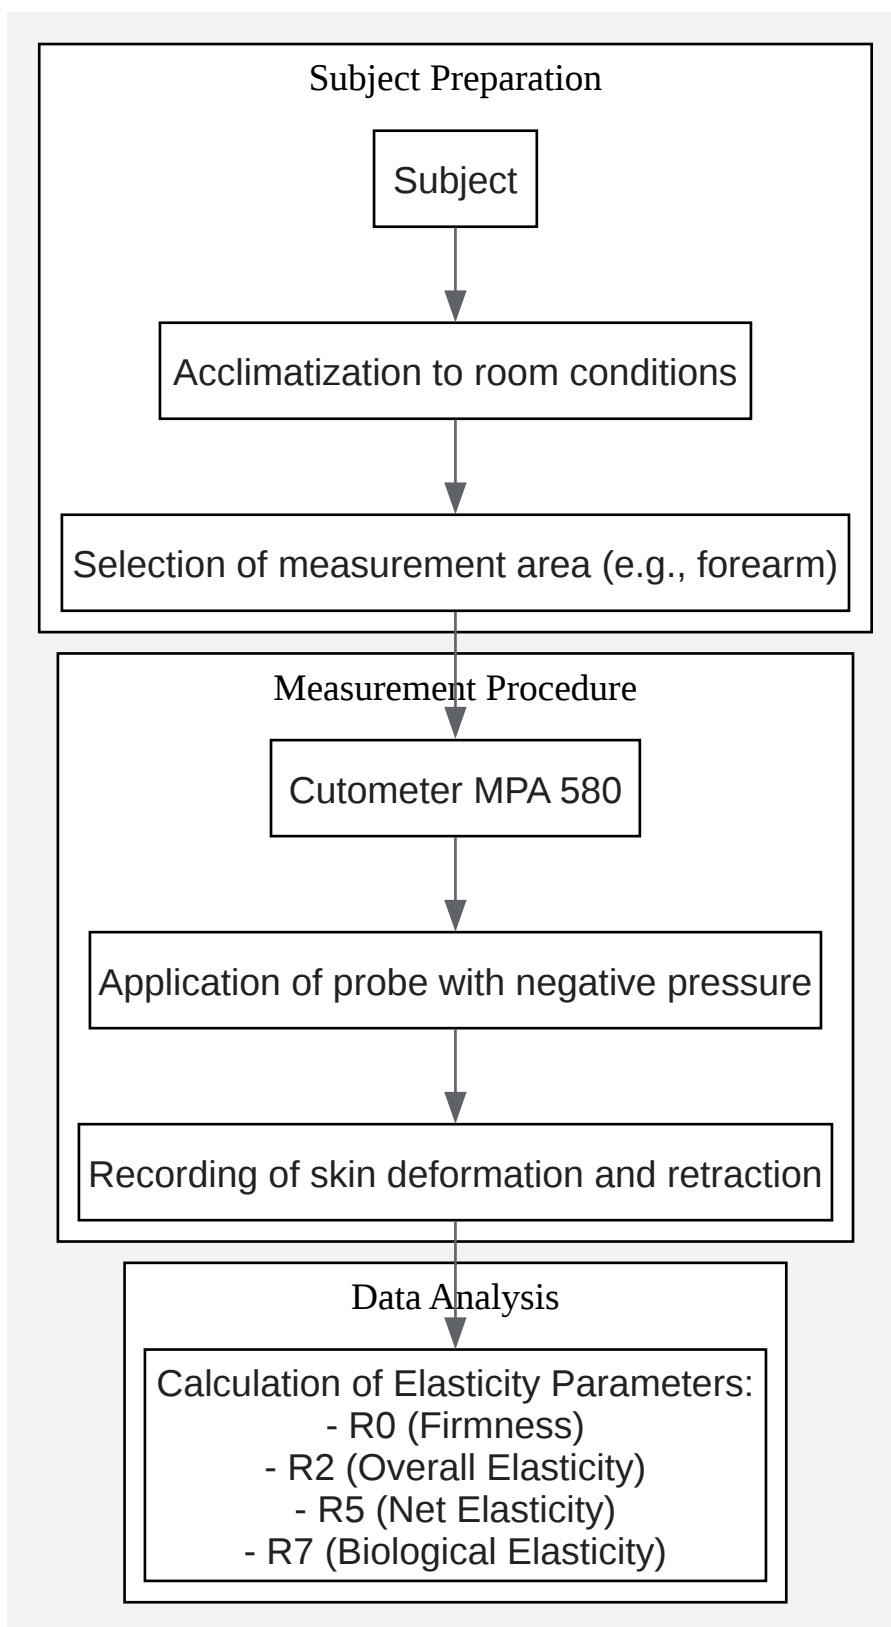 Subject Preparation
Subject
Acclimatization to room conditions
Selection of measurement area (e.g., forearm)
Measurement Procedure
Cutometer MPA 580
Application of probe with negative pressure
Recording of skin deformation and retraction
Data Analysis
Calculation of Elasticity Parameters:
- R0 (Firmness)
- R2 (Overall Elasticity)
- R5 (Net Elasticity)
- R7 (Biological Elasticity)